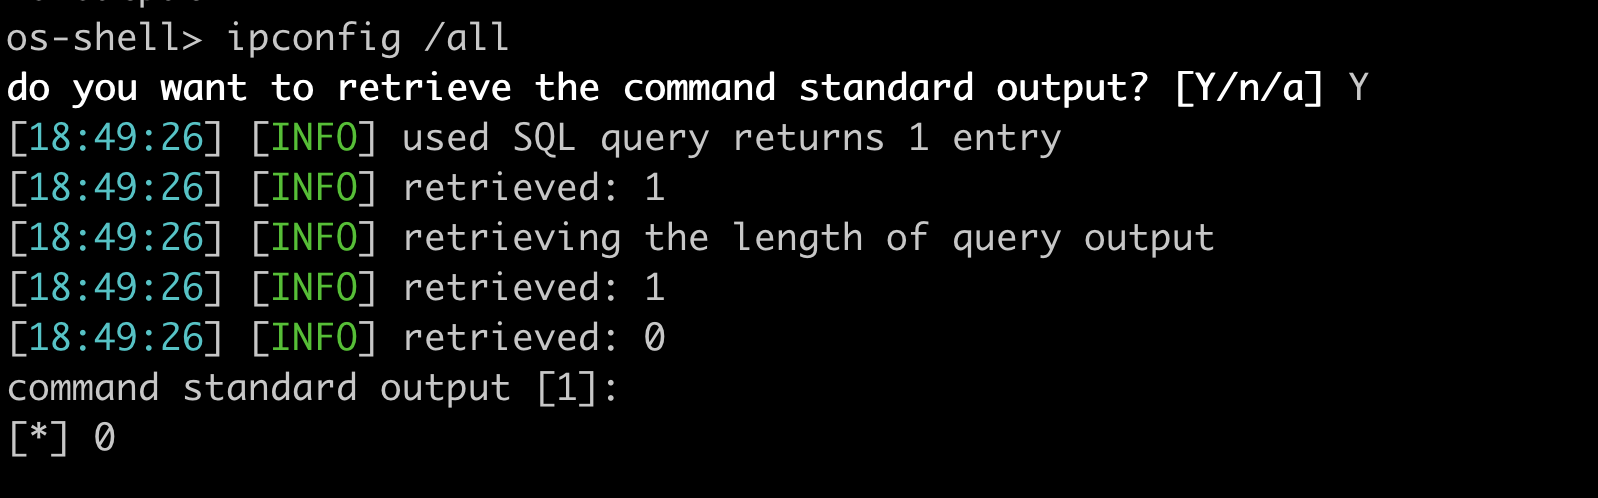 os-shell> ipconfig /all
do you want to retrieve the command standard output? [Y/n/a] Y
[18:49:26] [INFO] used SQL query returns 1 entry
[18:49:26] [INFO] retrieved: 1
[18:49:26] [INFO] retrieving the length of query output
[18:49:26] [INFO] retrieved: 1
[18:49:26] [INFO] retrieved: 0
command standard output [1]:
[*] 0